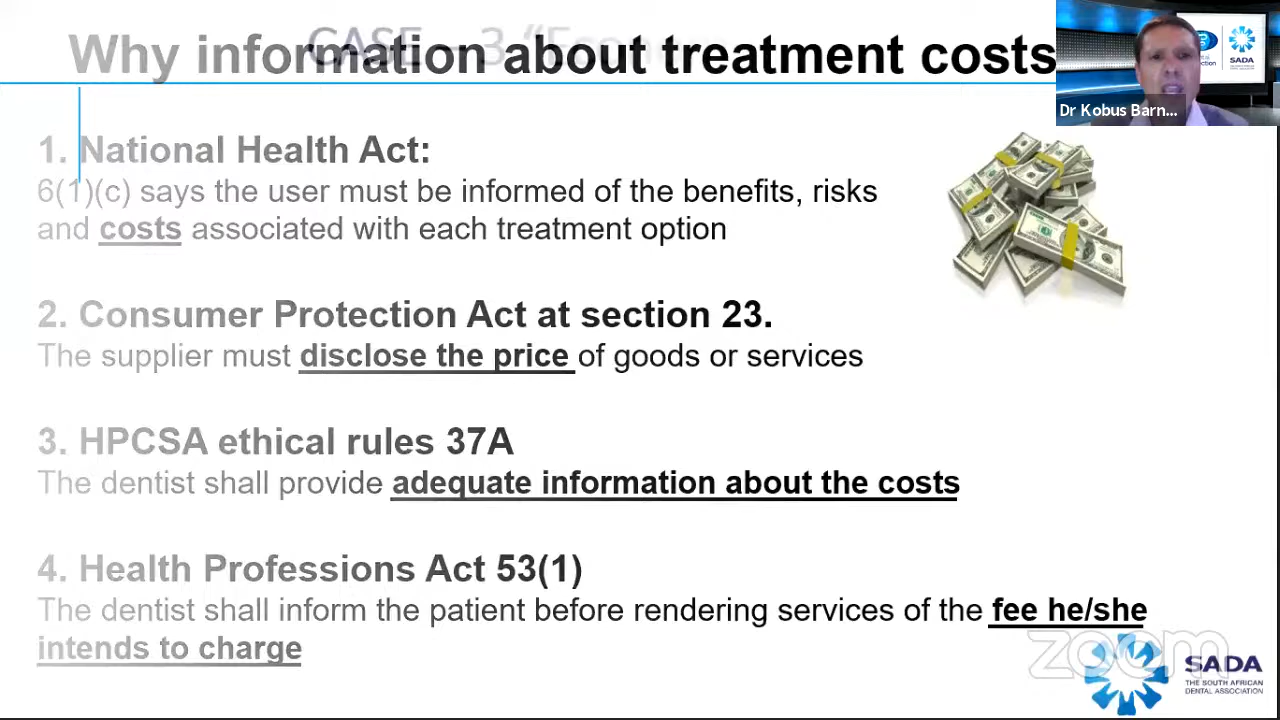 Why information about treatment costs
CASE – 3
SADA
Dr Kobus Barn...
1. National Health Act:
6(1)(c) says the user must be informed of the benefits, risks
and costs associated with each treatment option
2. Consumer Protection Act at section 23.
The supplier must disclose the price of goods or services
3. HPCSA ethical rules 37A
The dentist shall provide adequate information about the costs
4. Health Professions Act 53(1)
The dentist shall inform the patient before rendering services of the fee he/she
intends to charge
zoom
SADA
THE SOUTH AFRICAN
DENTAL ASSOCIATION